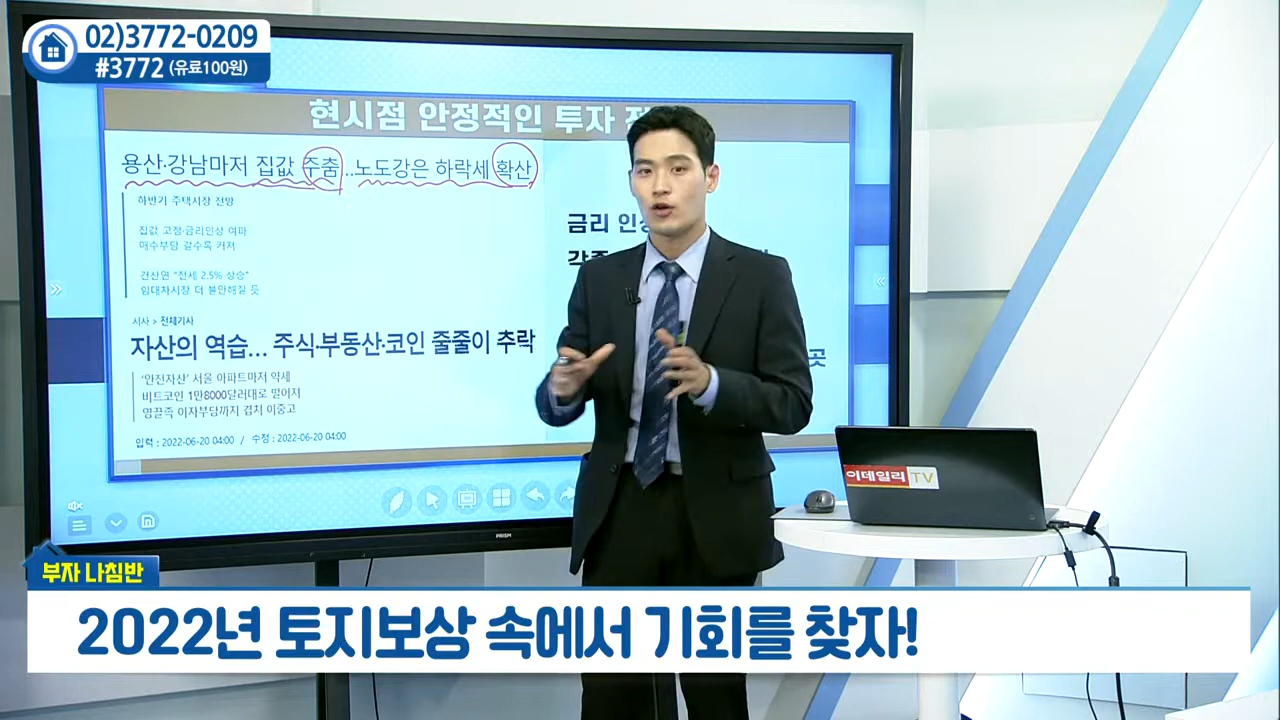 02)3772-0209
#3772 (유료100원)
현시점 안정적인 투자
용산·강남마저 집값 주춤..노도강은 하락세 확산
하반기 주택시장 전망
집값 고점·금리인상 여파
매수부담 갈수록 커져
건산연 "전세 2.5% 상승"
임대차시장 더 불안해질 듯
금리
시사 > 전체기사
자산의 역습... 주식·부동산·코인 줄줄이 추락
'안전자산' 서울 아파트마저 약세
비트코인 1만8000달러대로 떨어져
영끌족 이자부담까지 겹쳐 이중고
곳
입력 : 2022-06-20 04:00 / 수정 : 2022-06-20 04:00
이데일리TV
PRISM
부자 나침반
2022년 토지보상 속에서 기회를 찾자!